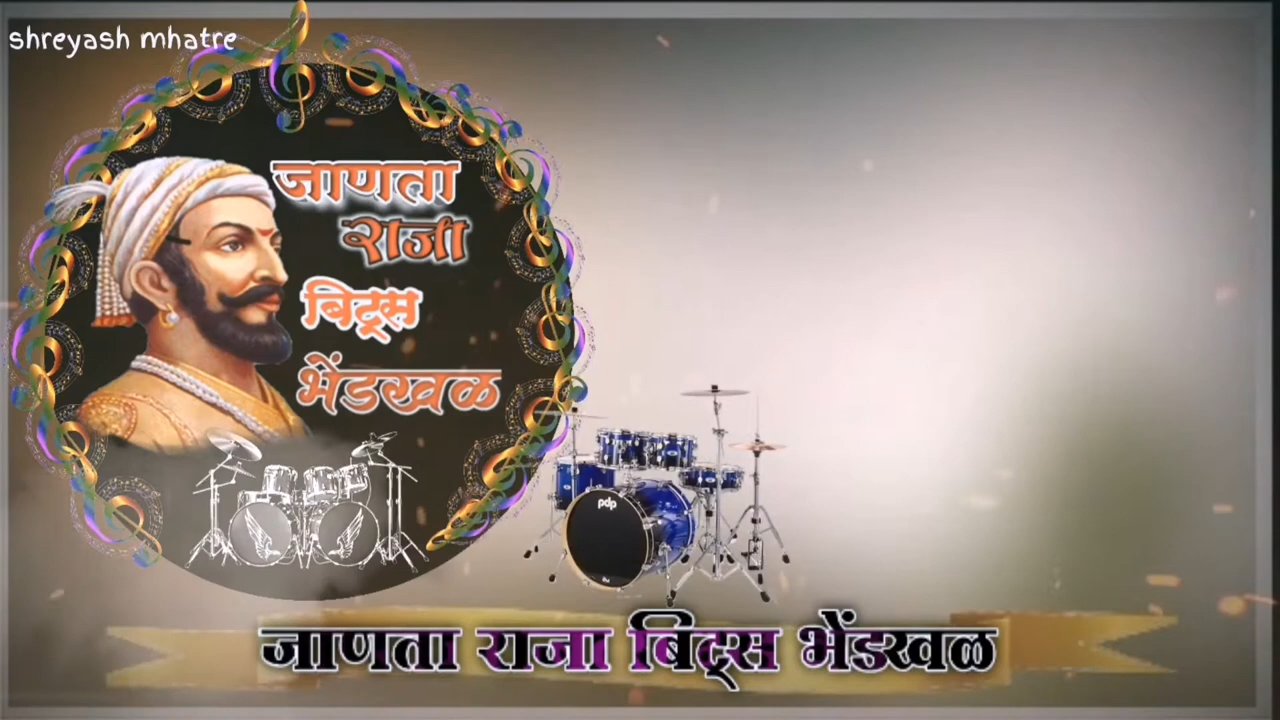 shreyash mhatre
जाणता
राजा
बिट्स
भेंडखळ
pdp
जाणता राजा बिट्स भेंडखळ